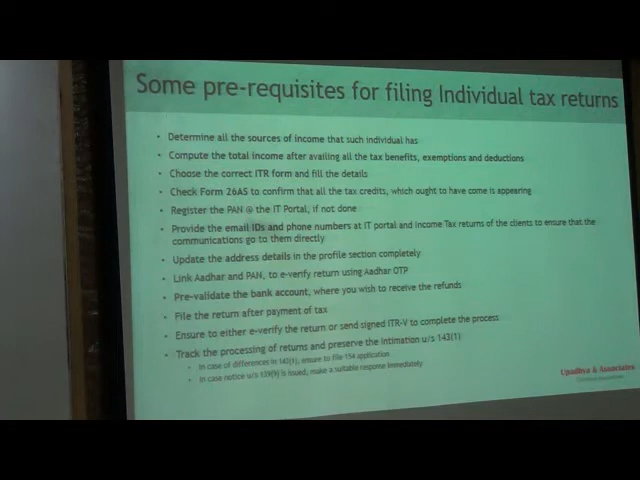 Some pre-requisites for filing Individual tax returns
• Determine all the sources of income that such individual has
• Compute the total income after availing all the tax benefits, exemptions and deductions
• Choose the correct ITR form and fill the details
• Check Form 26AS to confirm that all the tax credits, which ought to have come is appearing
• Register the PAN @ the IT Portal, if not done
• Provide the email IDs and phone numbers at IT portal and Income Tax returns of the clients to ensure that the
communications go to them directly
• Update the address details in the profile section completely
• Link Aadhar and PAN, to e-verify return using Aadhar OTP
• Pre-validate the bank account, where you wish to receive the refunds
• File the return after payment of tax
• Ensure to either e-verify the return or send signed ITR-V to complete the process
• Track the processing of returns and preserve the intimation u/s 143(1)
• In case of differences in 143(1), ensure to file 154 application
• In case notice u/s 139(9) is issued, make a suitable response immediately
Upadhya & Associates